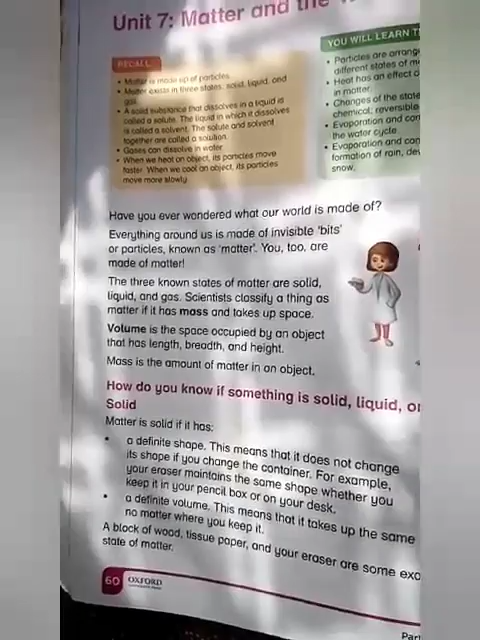 Unit 7: Matter and the
RECALL
• Matter is made up of particles.
• Matter exists in three states: solid, liquid, and
gas.
• A solid substance that dissolves in a liquid is
called a solute. The liquid in which it dissolves
is called a solvent. The solute and solvent
together are called a solution.
• Gases can dissolve in water.
• When we heat an object, its particles move
faster. When we cool an object, its particles
move more slowly.
YOU WILL LEARN T
• Particles are arrang
different states of m
• Heat has an effect o
in matter.
• Changes of the state
chemical, reversible
• Evaporation and con
the water cycle.
• Evaporation and con
formation of rain, dew
snow.
Have you ever wondered what our world is made of?
Everything around us is made of invisible 'bits'
or particles, known as 'matter'. You, too, are
made of matter!
The three known states of matter are solid,
liquid, and gas. Scientists classify a thing as
matter if it has mass and takes up space.
Volume is the space occupied by an object
that has length, breadth, and height.
Mass is the amount of matter in an object.
How do you know if something is solid, liquid, or
Solid
Matter is solid if it has:
• a definite shape. This means that it does not change
its shape if you change the container. For example,
your eraser maintains the same shape whether you
keep it in your pencil box or on your desk.
• a definite volume. This means that it takes up the same
no matter where you keep it.
A block of wood, tissue paper, and your eraser are some exa
state of matter.
60 OXFORD
Part